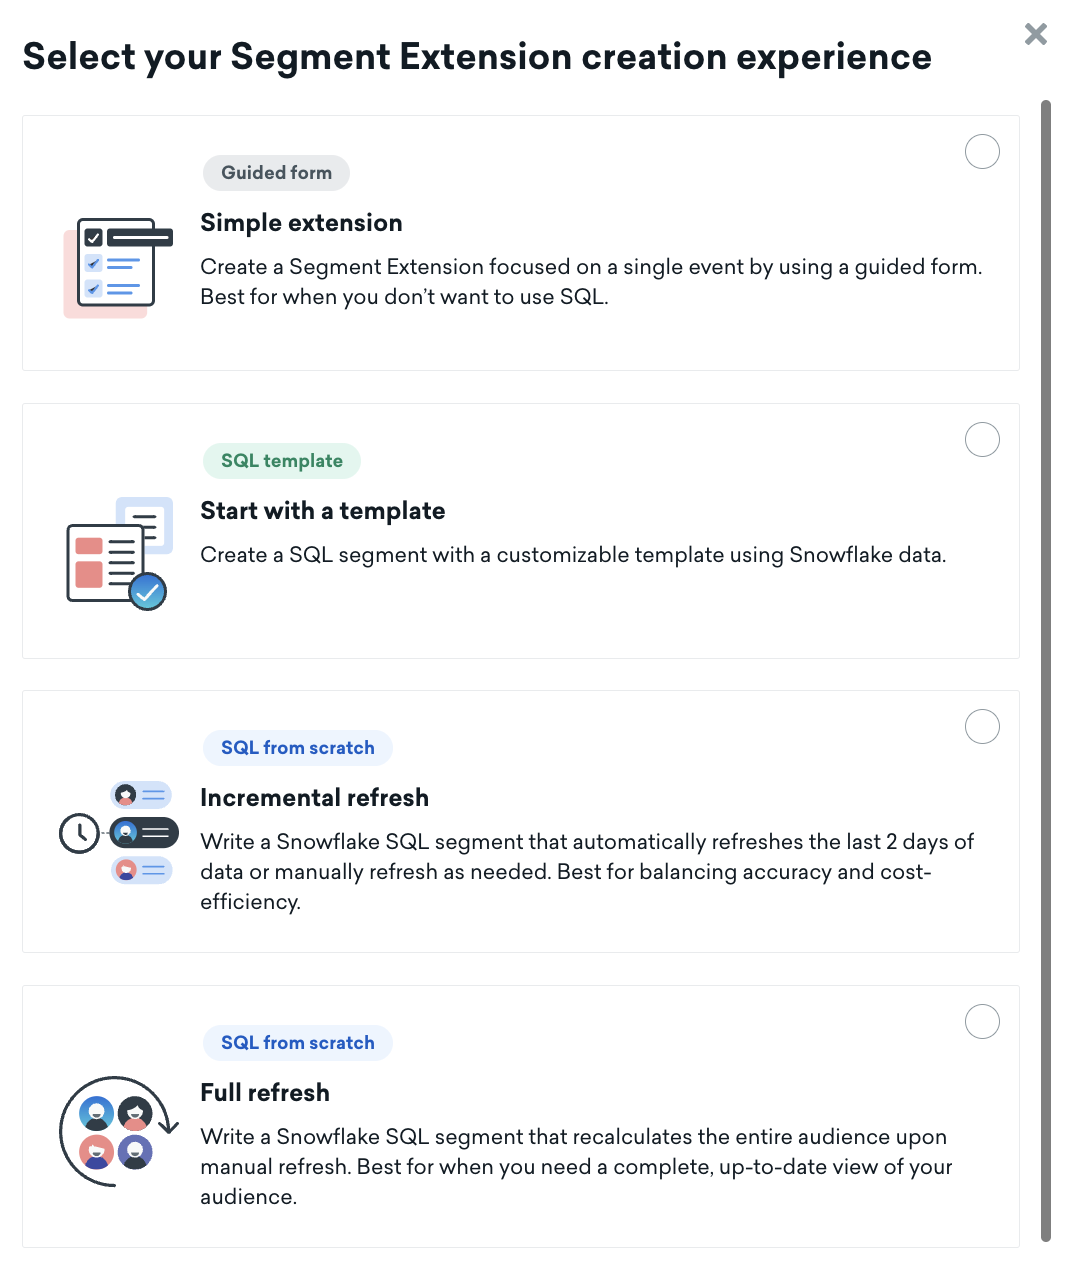 Select your Segment Extension creation experience
Guided form
Simple extension
Create a Segment Extension focused on a single event by using a guided form.
Best for when you don’t want to use SQL.
SQL template
Start with a template
Create a SQL segment with a customizable template using Snowflake data.
SQL from scratch
Incremental refresh
Write a Snowflake SQL segment that automatically refreshes the last 2 days of
data or manually refresh as needed. Best for balancing accuracy and cost-
efficiency.
SQL from scratch
Full refresh
Write a Snowflake SQL segment that recalculates the entire audience upon
manual refresh. Best for when you need a complete, up-to-date view of your
audience.